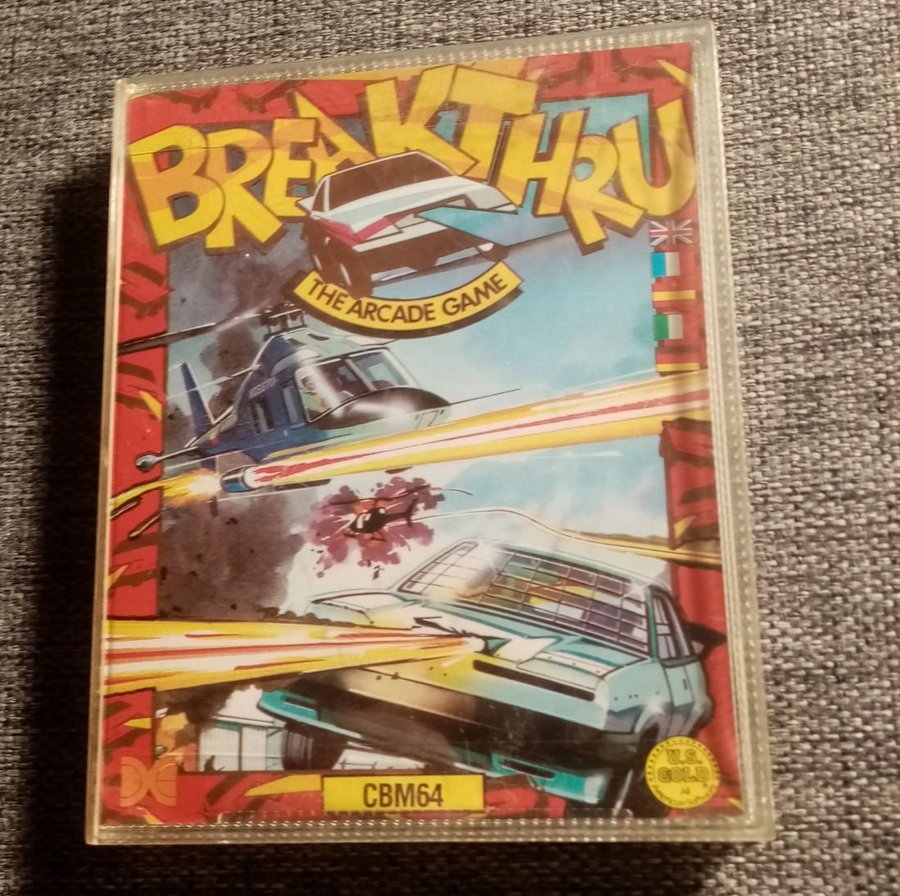 BREAKTHRU
THE ARCADE GAME
CBM64
U.S.
GOLD